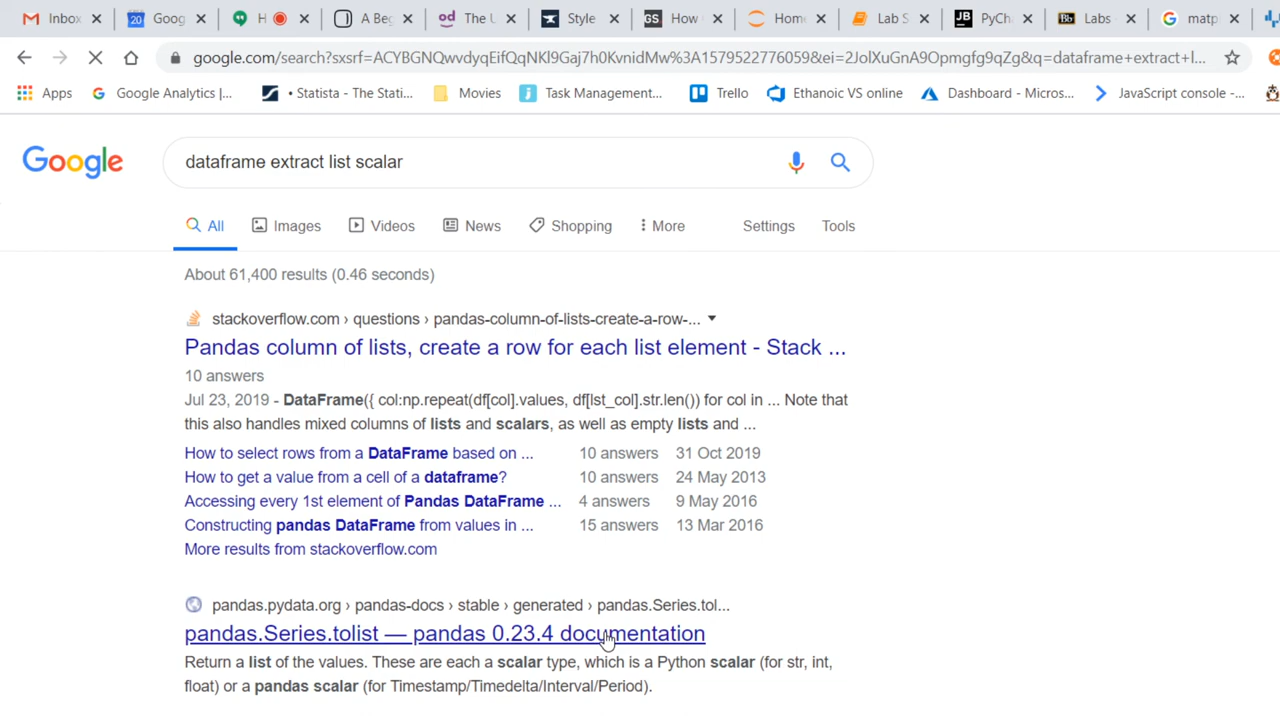 Inbox
20 Goog
H
A Be
od The U
Style
GS. How
Home
Lab S
JB PyCh
Bb Labs -
matp
google.com/search?sxsrf=ACYBGNQwvdyqEifQqNKl9Gaj7h0KvnidMw%3A1579522776059&ei=2JolXuGnA9Opmgfg9qZg&q=dataframe+extract+l...
Apps
Google Analytics |...
• Statista - The Stati...
Movies
Task Management...
Trello
Ethanoic VS online
Dashboard - Micros...
JavaScript console -...
Google
dataframe extract list scalar
All
Images
Videos
News
Shopping
More
Settings
Tools
About 61,400 results (0.46 seconds)
stackoverflow.com › questions › pandas-column-of-lists-create-a-row-...
Pandas column of lists, create a row for each list element - Stack ...
10 answers
Jul 23, 2019 - DataFrame({ col:np.repeat(df[col].values, df[lst_col].str.len()) for col in ... Note that
this also handles mixed columns of lists and scalars, as well as empty lists and ...
How to select rows from a DataFrame based on ... 10 answers 31 Oct 2019
How to get a value from a cell of a dataframe? 10 answers 24 May 2013
Accessing every 1st element of Pandas DataFrame ... 4 answers 9 May 2016
Constructing pandas DataFrame from values in ... 15 answers 13 Mar 2016
More results from stackoverflow.com
pandas.pydata.org › pandas-docs › stable › generated › pandas.Series.tol...
pandas.Series.tolist — pandas 0.23.4 documentation
Return a list of the values. These are each a scalar type, which is a Python scalar (for str, int,
float) or a pandas scalar (for Timestamp/Timedelta/Interval/Period).